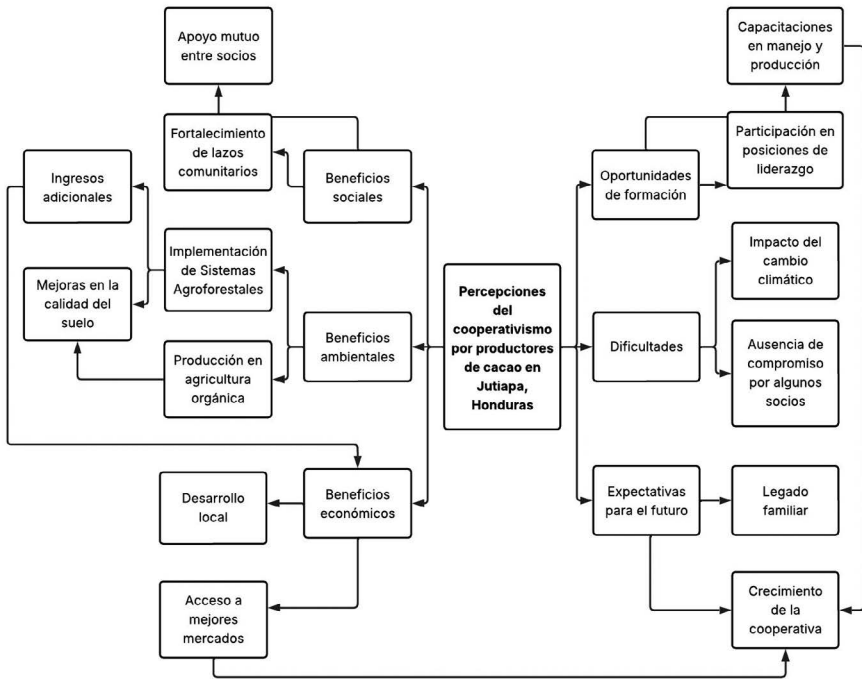 Apoyo mutuo
entre socios
Capacitaciones
en manejo y
producción
Fortalecimiento
de lazos
comunitarios
Participación en
posiciones de
liderazgo
Ingresos
adicionales
Beneficios
sociales
Oportunidades
de formación
Implementación
de Sistemas
Agroforestales
Impacto del
cambio
climático
Mejoras en la
calidad del
suelo
Percepciones
del
cooperativismo
por productores
de cacao en
Jutiapa,
Honduras
Beneficios
ambientales
Dificultades
Ausencia de
compromiso
por algunos
socios
Producción en
agricultura
orgánica
Desarrollo
local
Beneficios
económicos
Expectativas
para el futuro
Legado
familiar
Acceso a
mejores
mercados
Crecimiento
de la
cooperativa